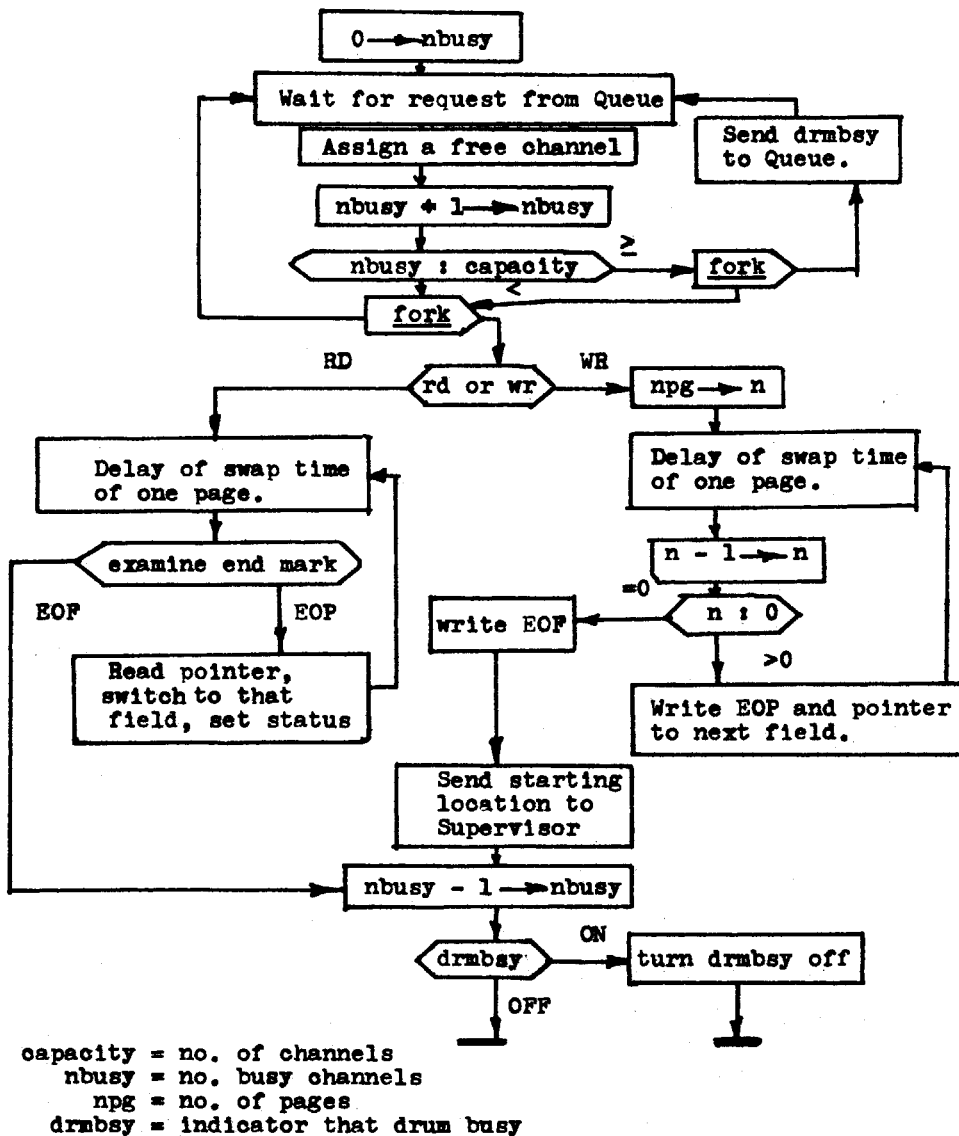 0 → nbusy
Wait for request from Queue
Assign a free channel
Send drmbsy
to Queue.
nbusy + 1 → nbusy
nbusy : capacity
≥
fork
<
fork
RD
rd or wr
WR
npg → n
Delay of swap time
of one page.
Delay of swap time
of one page.
examine end mark
n - 1 → n
EOF
EOP
=0
n : 0
write EOF
>0
Read pointer,
switch to that
field, set status
Write EOP and pointer
to next field.
Send starting
location to
Supervisor
nbusy - 1 → nbusy
drmbsy
ON
turn drmbsy off
OFF
capacity = no. of channels
nbusy = no. busy channels
npg = no. of pages
drmbsy = indicator that drum busy